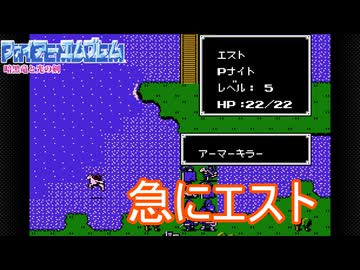 ファイアーエムブレム
暗黒竜と光の剣
エスト
Pナイト
レベル: 5
HP:22/22
アーマーキラー
急にエスト